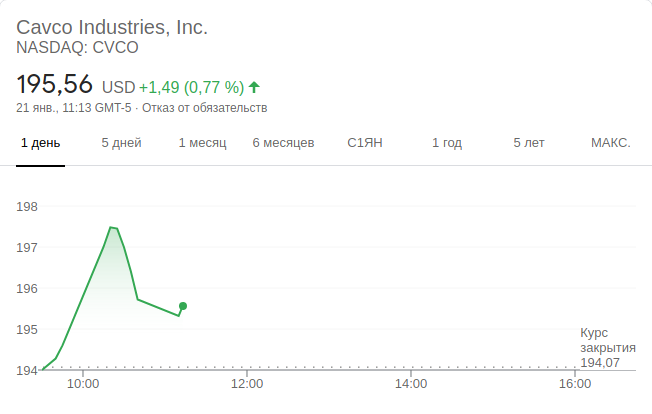 Cavco Industries, Inc.
NASDAQ: CVCO
195,56 USD +1,49 (0,77 %)
21 янв., 11:13 GMT-5 · Отказ от обязательств
1 день 5 дней 1 месяц 6 месяцев С1ЯН 1 год 5 лет МАКС.
198
197
196
195
Курс
закрытия
194,07
194
10:00 12:00 14:00 16:00